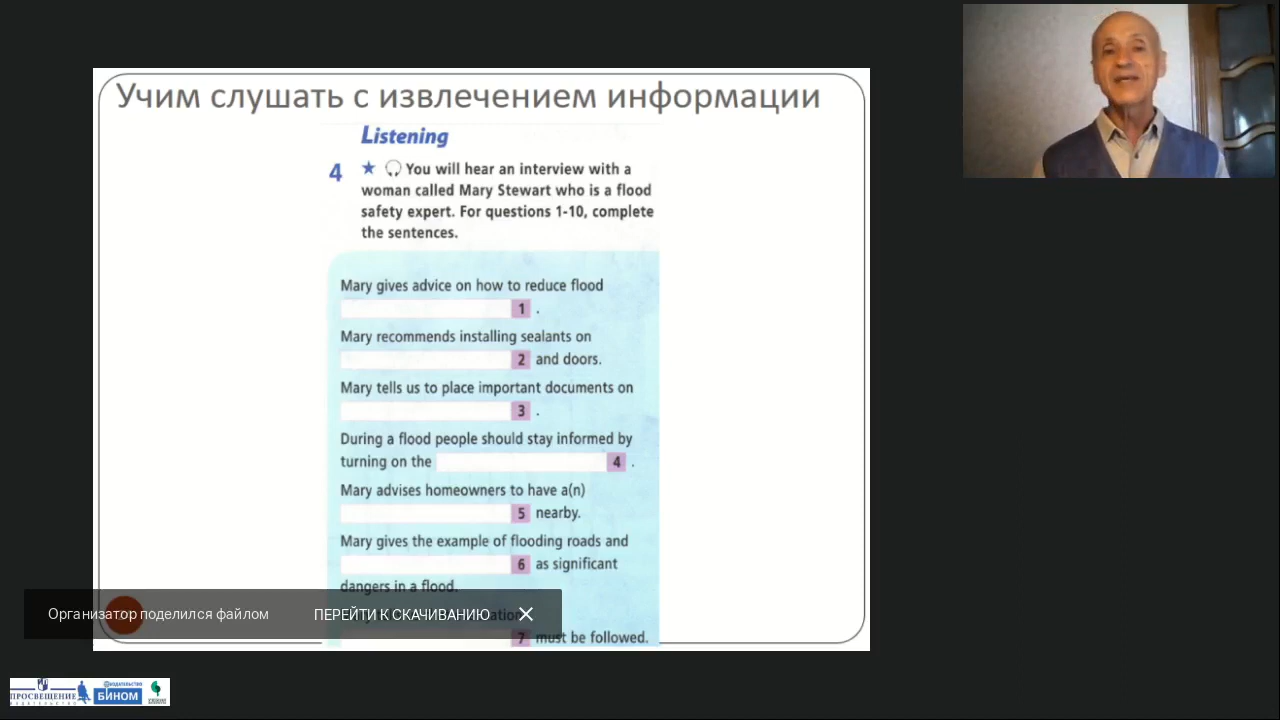 Учим слушать с извлечением информации
Listening
4 You will hear an interview with a
woman called Mary Stewart who is a flood
safety expert. For questions 1-10, complete
the sentences.
Mary gives advice on how to reduce flood
1 .
Mary recommends installing sealants on
2 and doors.
Mary tells us to place important documents on
3 .
During a flood people should stay informed by
turning on the 4 .
Mary advises homeowners to have a(n)
5 nearby.
Mary gives the example of flooding roads and
6 as significant
dangers in a flood.
7 must be followed.
Организатор поделился файлом ПЕРЕЙТИ К СКАЧИВАНИЮ
ПРОСВЕЩЕНИЕ
ИЗДАТЕЛЬСТВО
БИНОМ